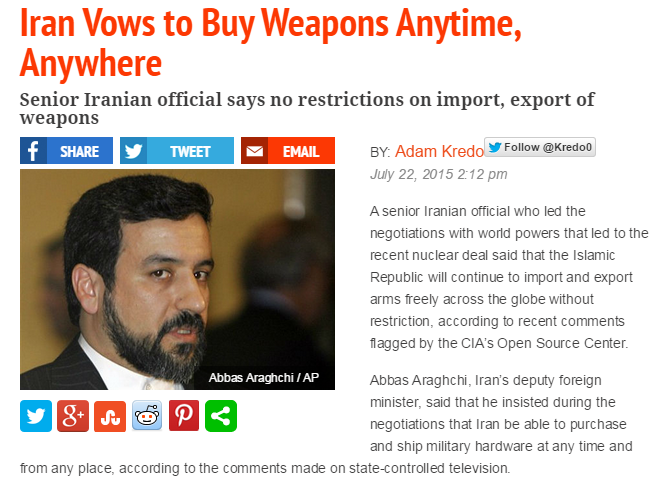 Iran Vows to Buy Weapons Anytime,
Anywhere
Senior Iranian official says no restrictions on import, export of
weapons
f SHARE
TWEET
EMAIL
BY: Adam Kredo Follow @Kredo0
July 22, 2015 2:12 pm
Abbas Araghchi / AP
g+
A senior Iranian official who led the
negotiations with world powers that led to the
recent nuclear deal said that the Islamic
Republic will continue to import and export
arms freely across the globe without
restriction, according to recent comments
flagged by the CIA's Open Source Center.
Abbas Araghchi, Iran's deputy foreign
minister, said that he insisted during the
negotiations that Iran be able to purchase
and ship military hardware at any time and
from any place, according to the comments made on state-controlled television.